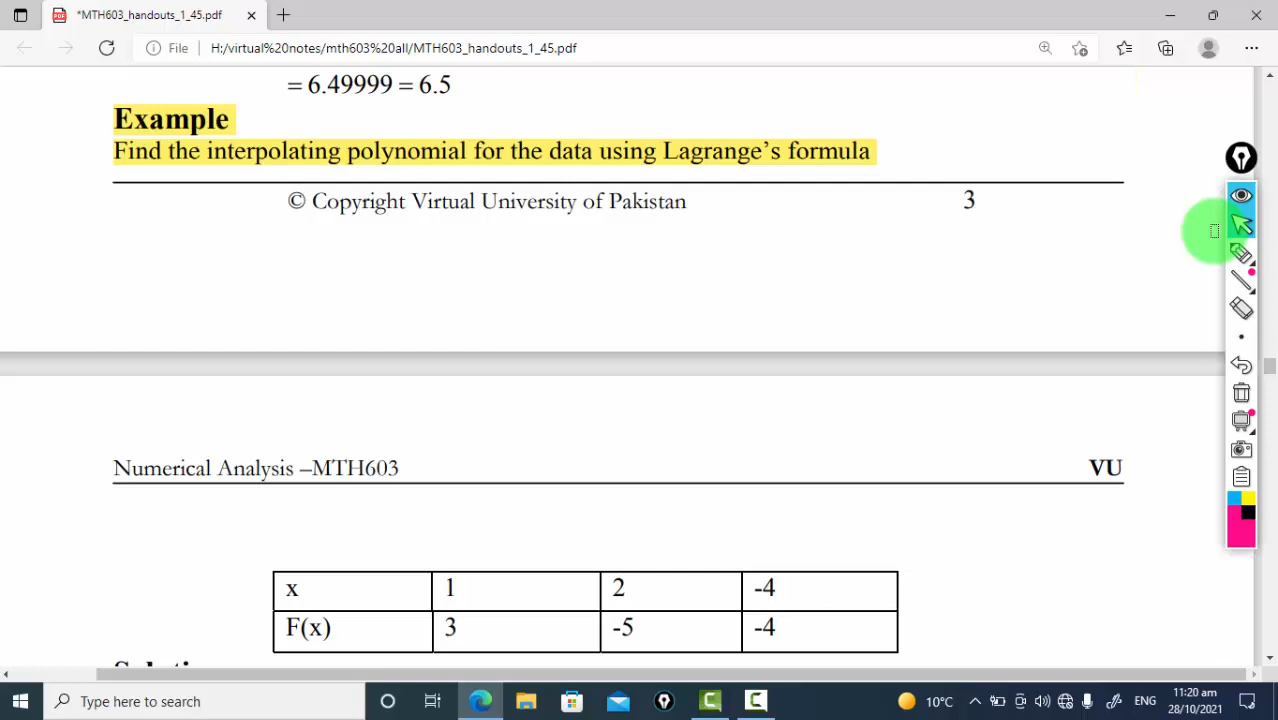 *MTH603_handouts_1_45.pdf
File H:/virtual%20notes/mth603%20all/MTH603_handouts_1_45.pdf
= 6.49999 = 6.5
Example
Find the interpolating polynomial for the data using Lagrange's formula
© Copyright Virtual University of Pakistan 3
Numerical Analysis –MTH603 VU
x 1 2 -4
F(x) 3 -5 -4
Type here to search 10°C ENG 11:20 am
28/10/2021